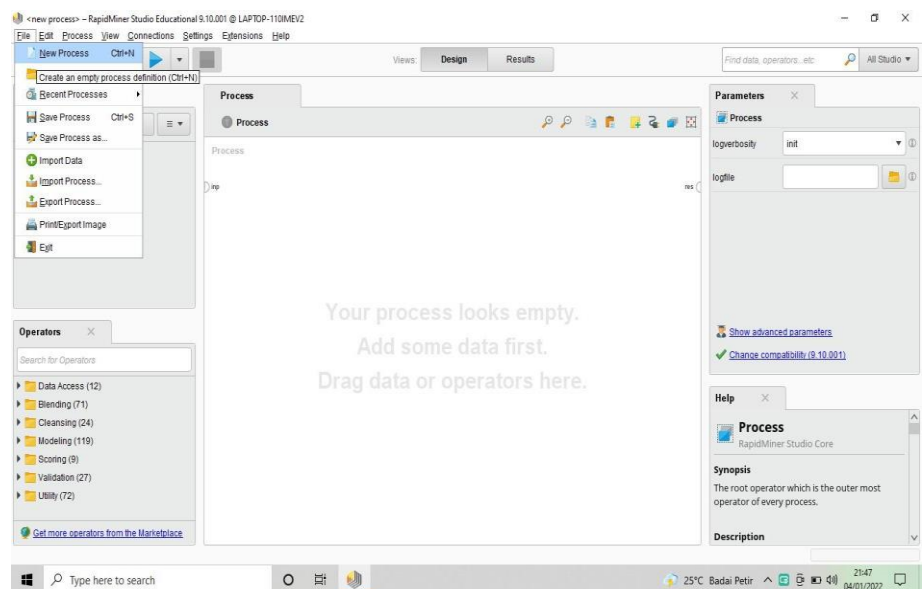 <new process> – RapidMiner Studio Educational 9.10.001 @ LAPTOP-110IMEV2
File Edit Process View Connections Settings Extensions Help
New Process Ctrl+N
Create an empty process definition (Ctrl+N)
Recent Processes
Save Process Ctrl+S
Save Process as...
Import Data
Import Process...
Export Process...
Print/Export Image
Exit
Views: Design Results
Find data, operators...etc
All Studio
Process
Process
Process
inp
res
Your process looks empty.
Add some data first.
Drag data or operators here.
Operators
Search for Operators
Data Access (12)
Blending (71)
Cleansing (24)
Modeling (119)
Scoring (9)
Validation (27)
Utility (72)
Get more operators from the Marketplace
Parameters
Process
logverbosity init
logfile
Show advanced parameters
Change compatibility (9.10.001)
Help
Process
RapidMiner Studio Core
Synopsis
The root operator which is the outer most
operator of every process.
Description
Type here to search
25°C Badai Petir
21:47
04/01/2022